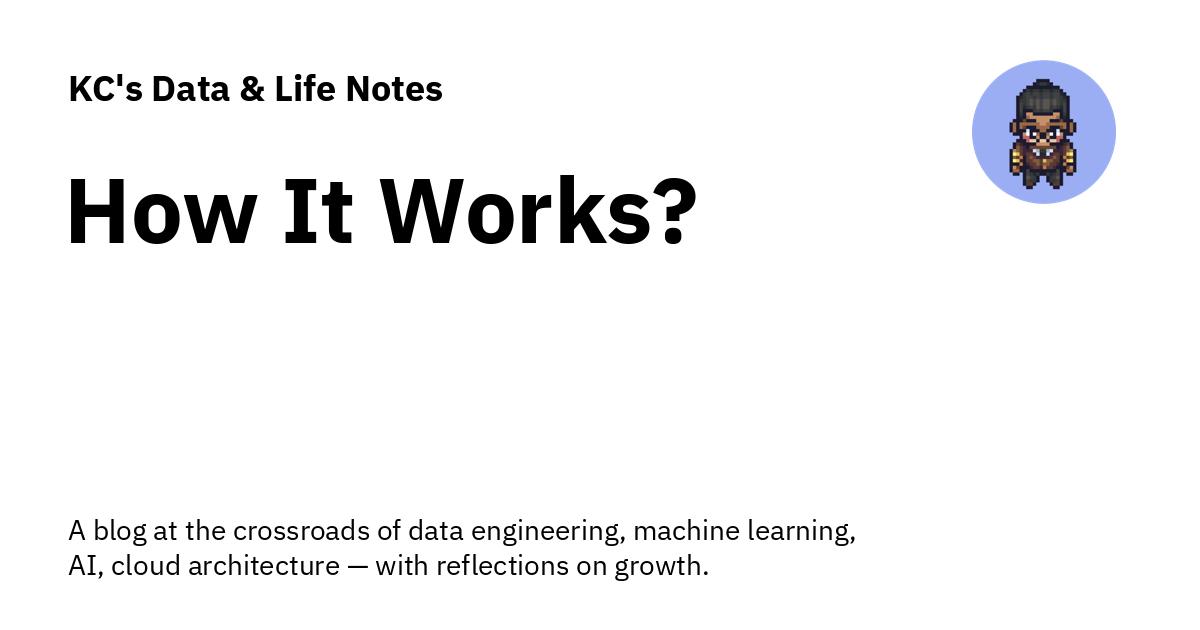 KC's Data & Life Notes
How It Works?
A blog at the crossroads of data engineering, machine learning,
AI, cloud architecture — with reflections on growth.